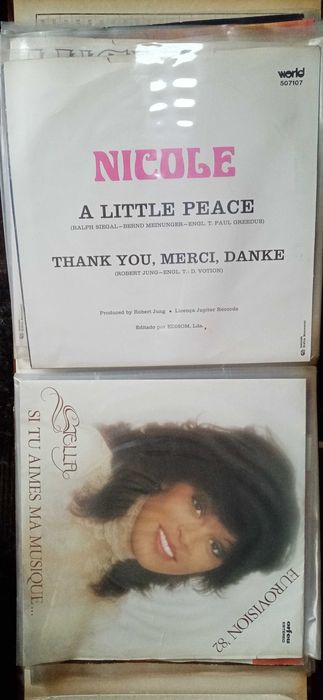 world
507107
NICOLE
A LITTLE PEACE
(RALPH SIEGAL-BERND MEINUNGER-ENGL. T. PAUL GREEDUS)
THANK YOU, MERCI, DANKE
(ROBERT JUNG-ENGL. T.: D. VOTION)
Produced by Robert Jung • Licença Jupiter Records
Editado por EDISOM, Lda.
STELLA
SI TU AIMES MA MUSIQUE...
EUROVISION '82
orfeu
ESTÉREO